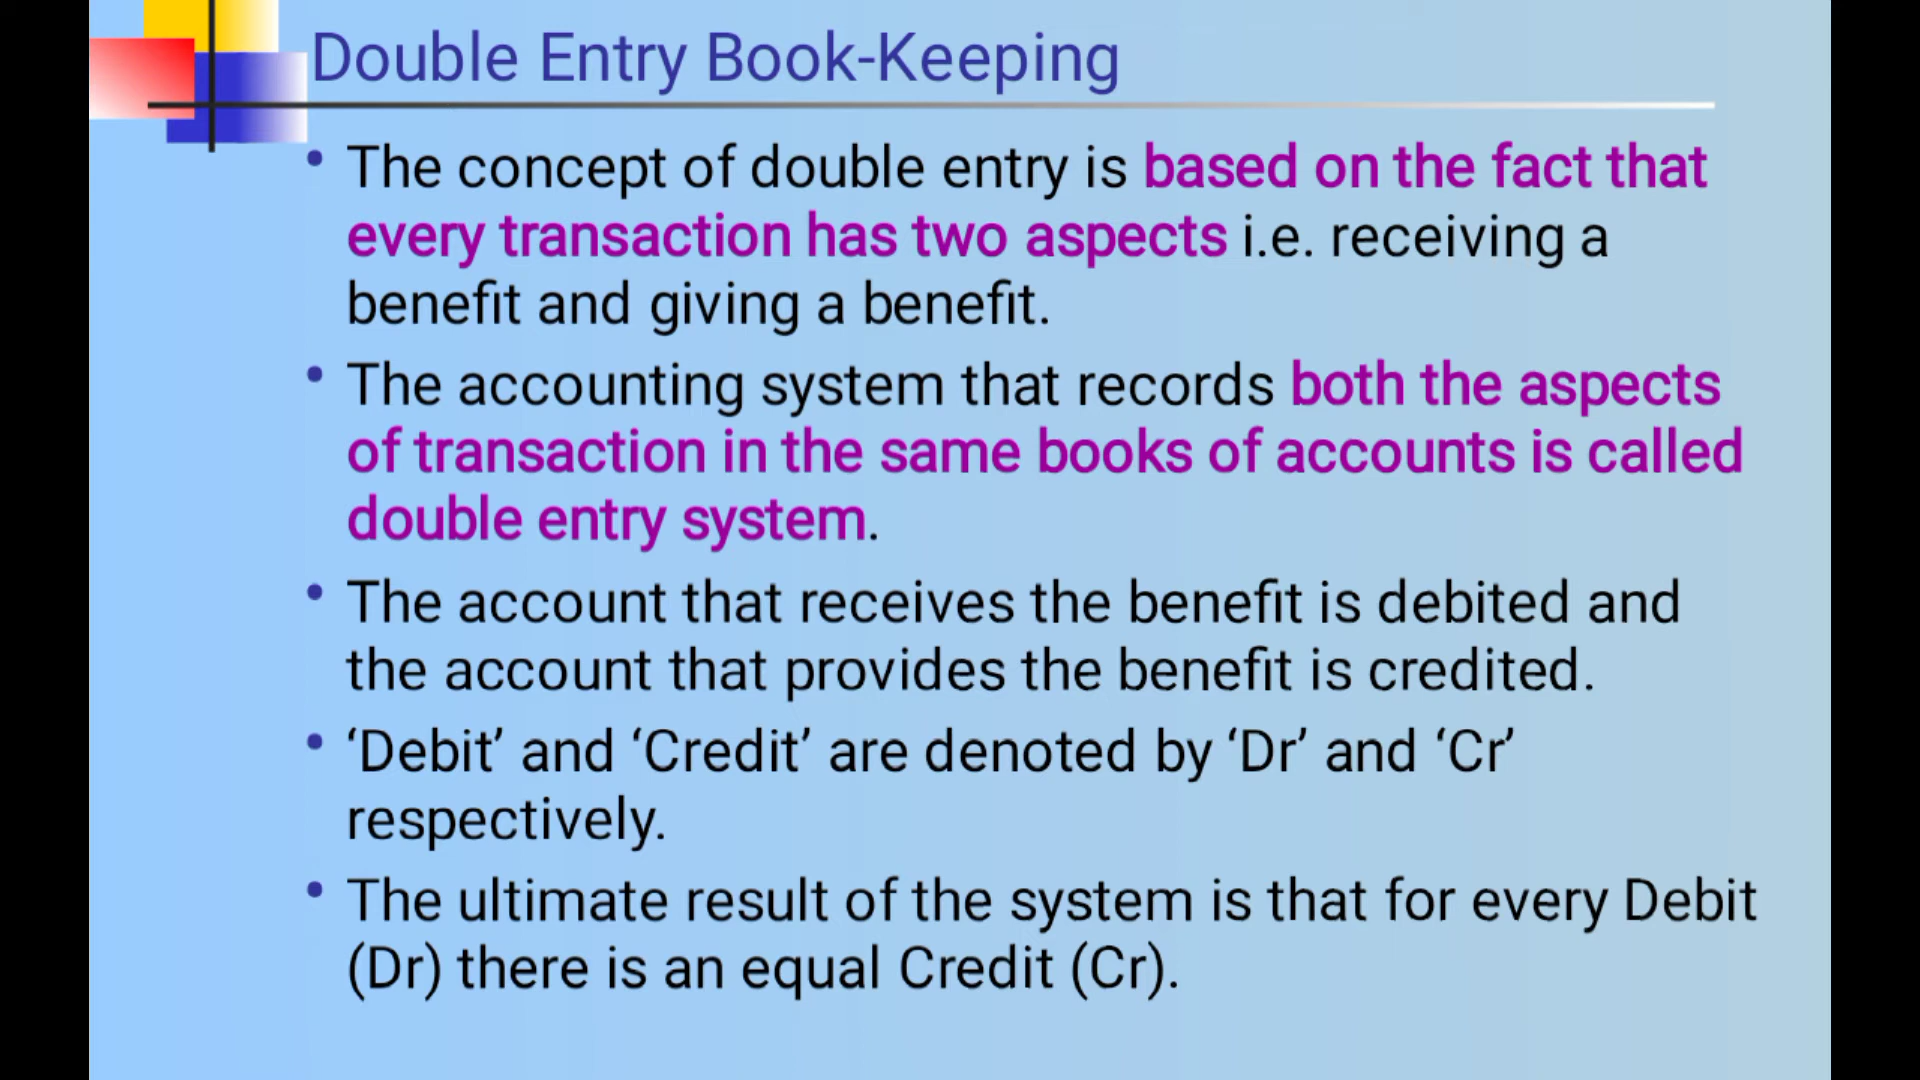 Double Entry Book-Keeping
• The concept of double entry is based on the fact that
every transaction has two aspects i.e. receiving a
benefit and giving a benefit.
• The accounting system that records both the aspects
of transaction in the same books of accounts is called
double entry system.
• The account that receives the benefit is debited and
the account that provides the benefit is credited.
• ‘Debit’ and ‘Credit’ are denoted by ‘Dr’ and ‘Cr’
respectively.
• The ultimate result of the system is that for every Debit
(Dr) there is an equal Credit (Cr).